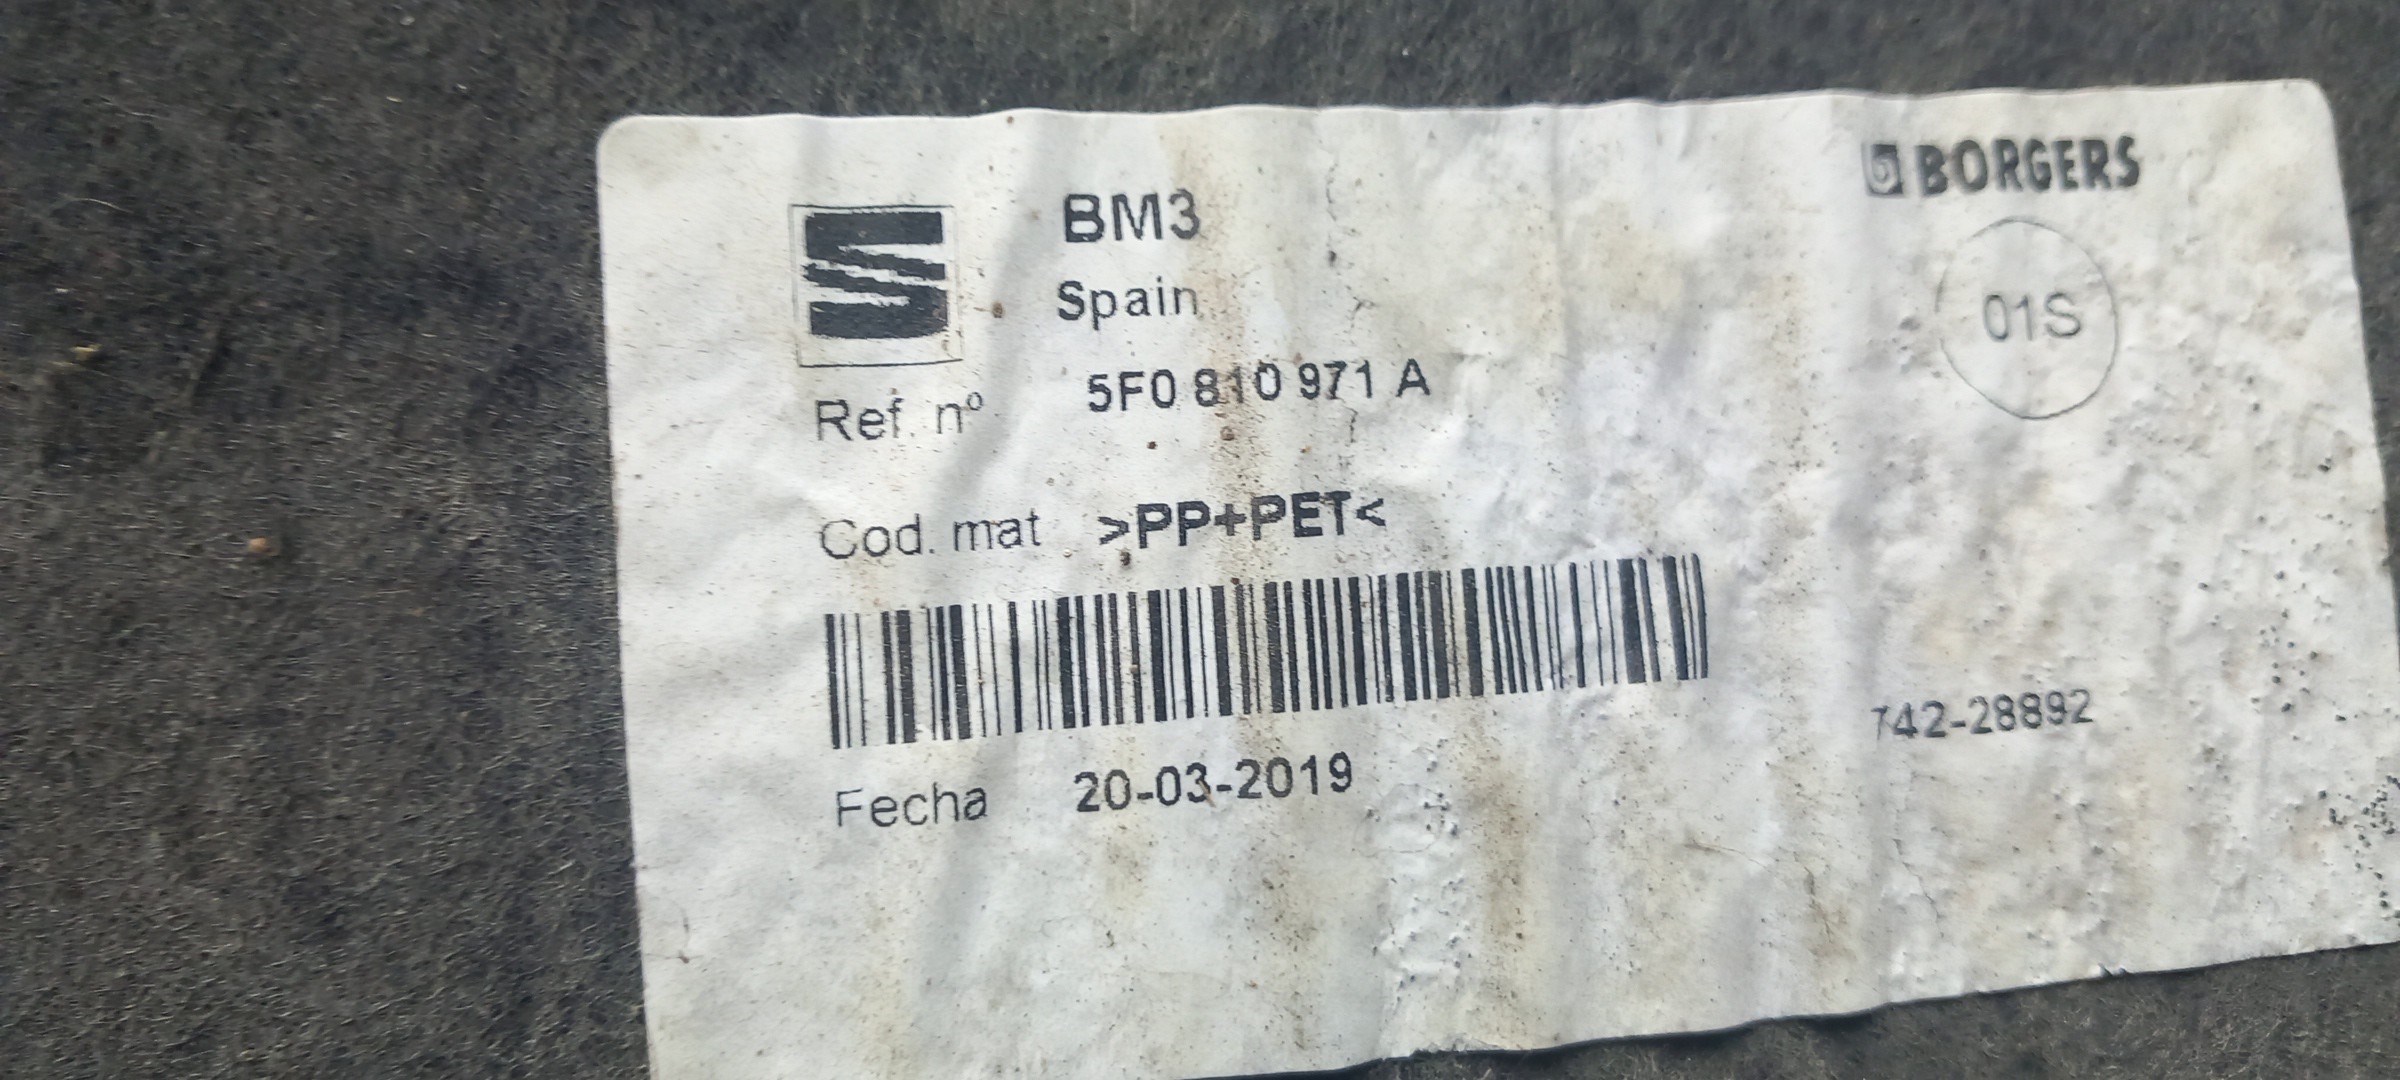 BORGERS
BM3
Spain
01S
Ref. nº 5F0 810 971 A
Cod. mat >PP+PET<
742-28892
Fecha 20-03-2019